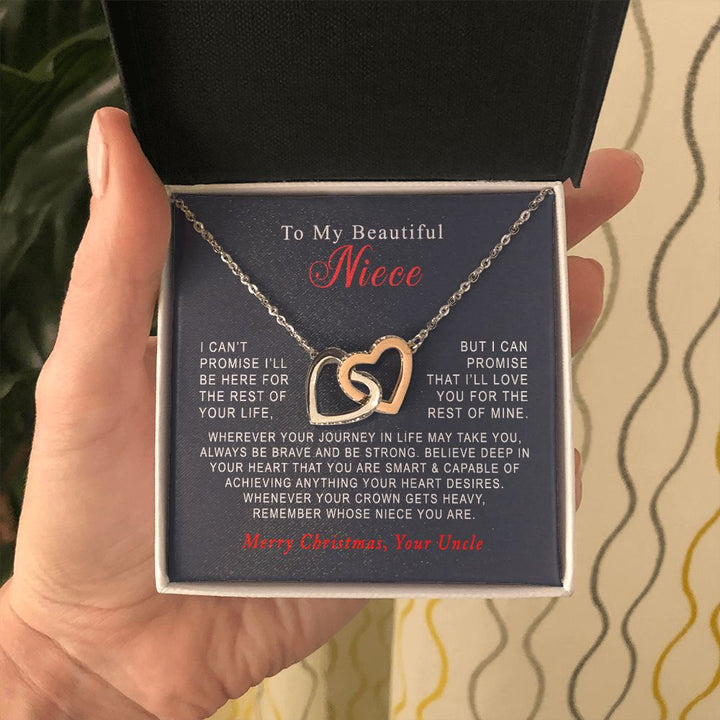 To My Beautiful
Niece
I CAN'T
PROMISE I'LL
BE HERE FOR
THE REST OF
YOUR LIFE,
BUT I CAN
PROMISE
THAT I'LL LOVE
YOU FOR THE
REST OF MINE.
WHEREVER YOUR JOURNEY IN LIFE MAY TAKE YOU,
ALWAYS BE BRAVE AND BE STRONG. BELIEVE DEEP IN
YOUR HEART THAT YOU ARE SMART & CAPABLE OF
ACHIEVING ANYTHING YOUR HEART DESIRES.
WHENEVER YOUR CROWN GETS HEAVY,
REMEMBER WHOSE NIECE YOU ARE.
Merry Christmas, Your Uncle